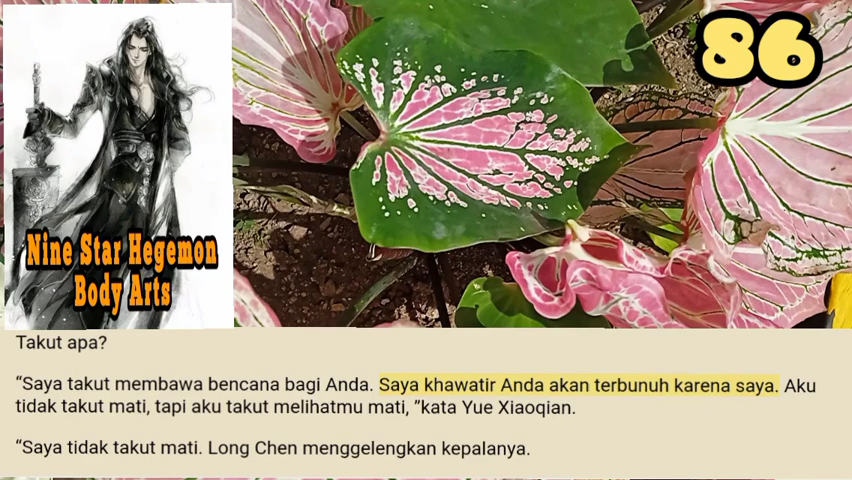 86
Nine Star Hegemon
Body Arts
Takut apa?
“Saya takut membawa bencana bagi Anda. Saya khawatir Anda akan terbunuh karena saya. Aku
tidak takut mati, tapi aku takut melihatmu mati, ”kata Yue Xiaoqian.
“Saya tidak takut mati. Long Chen menggelengkan kepalanya.